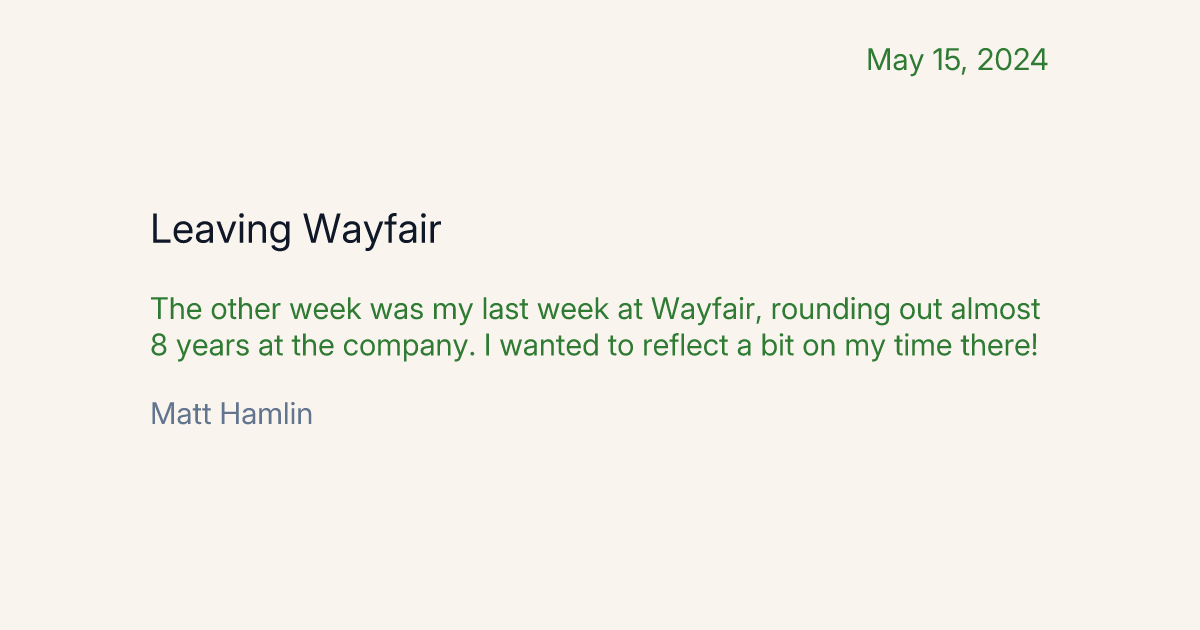 May 15, 2024
Leaving Wayfair
The other week was my last week at Wayfair, rounding out almost
8 years at the company. I wanted to reflect a bit on my time there!
Matt Hamlin